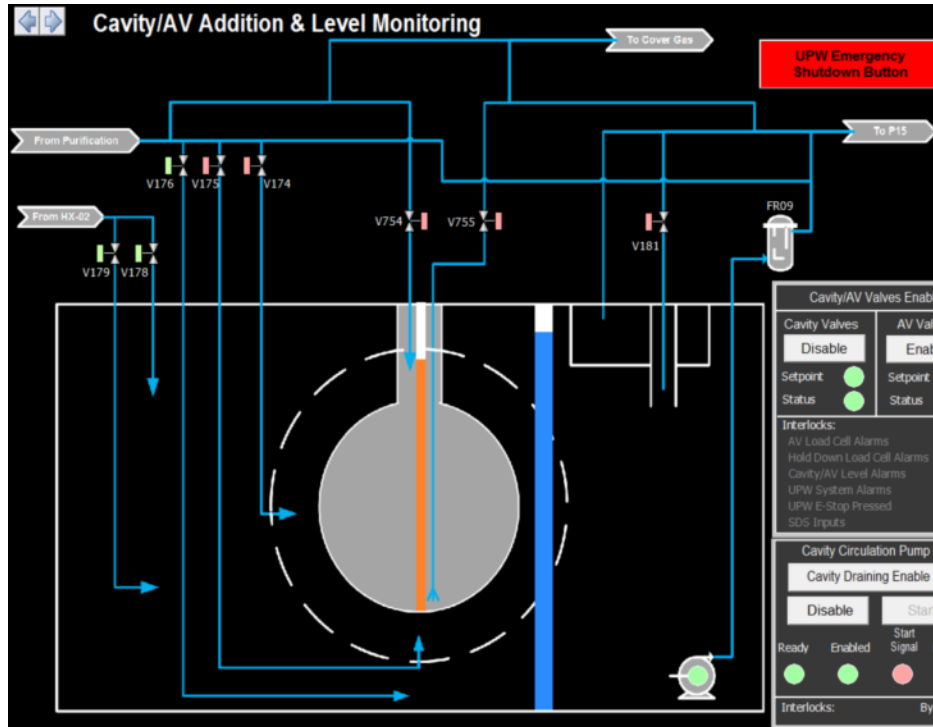 Cavity/AV Addition & Level Monitoring
To Cover Gas
UPW Emergency
Shutdown Button
From Purification
To P15
V176
V175
V174
From HX-02
V754
V755
V181
FR09
V179
V178
Cavity/AV Valves Enab
Cavity Valves
AV Val
Disable
Enab
Setpoint
Setpoint
Status
Status
Interlocks:
AV Load Cell Alarms
Hold Down Load Cell Alarms
Cavity/AV Level Alarms
UPW System Alarms
UPW E-Stop Pressed
SDS Inputs
Cavity Circulation Pump
Cavity Draining Enable
Disable
Star
Ready
Enabled
Start
Signal
Interlocks:
By